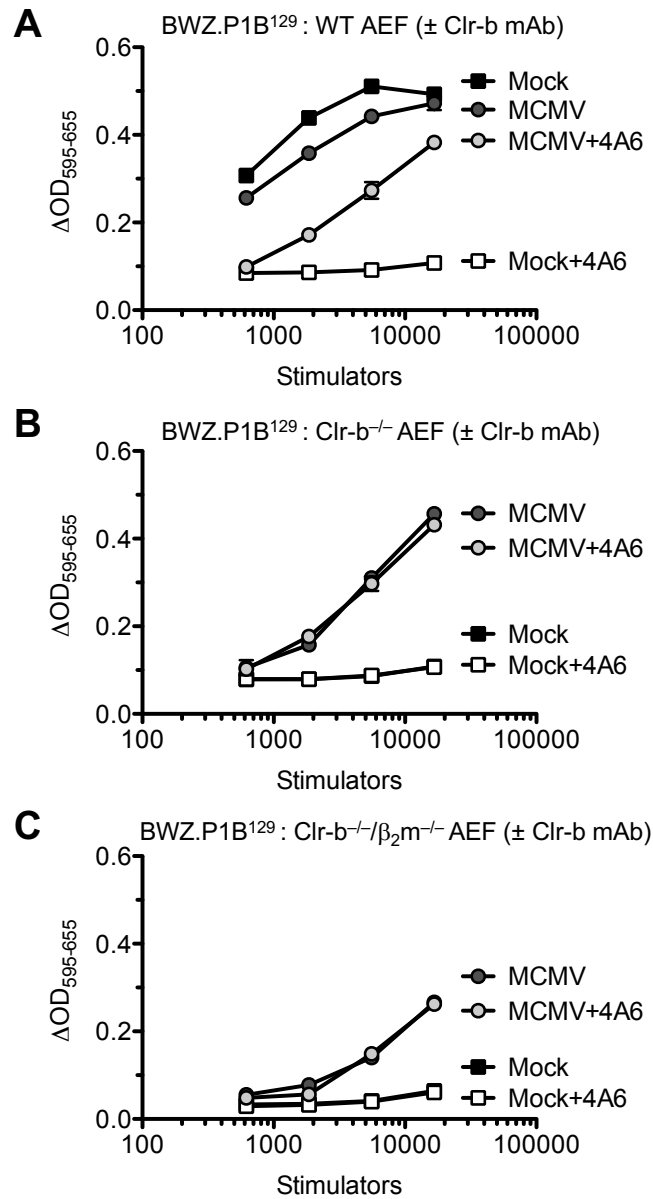 A
BWZ.P1B¹²⁹ : WT AEF (± Clr-b mAb)
0.6
0.4
0.2
0.0
ΔOD₅₉₅₋₆₅₅
Mock
MCMV
MCMV+4A6
Mock+4A6
100 1000 10000 100000
Stimulators
B
BWZ.P1B¹²⁹ : Clr-b⁻/⁻ AEF (± Clr-b mAb)
0.6
0.4
0.2
0.0
ΔOD₅₉₅₋₆₅₅
MCMV
MCMV+4A6
Mock
Mock+4A6
100 1000 10000 100000
Stimulators
C
BWZ.P1B¹²⁹ : Clr-b⁻/⁻/β₂m⁻/⁻ AEF (± Clr-b mAb)
0.6
0.4
0.2
0.0
ΔOD₅₉₅₋₆₅₅
MCMV
MCMV+4A6
Mock
Mock+4A6
100 1000 10000 100000
Stimulators